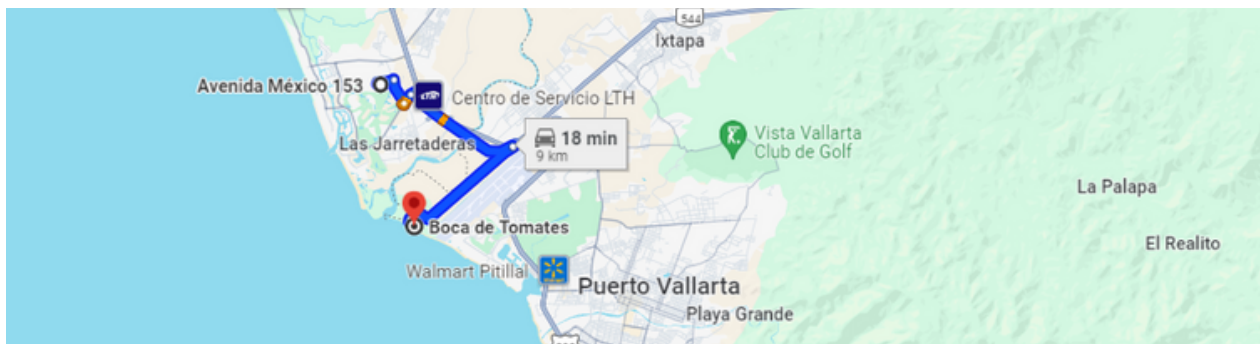 544
Ixtapa
Avenida México 153
LTH
Centro de Servicio LTH
18 min
9 km
Las Jarretaderas
Vista Vallarta
Club de Golf
La Palapa
Boca de Tomates
El Realito
Walmart Pitillal
Puerto Vallarta
Playa Grande